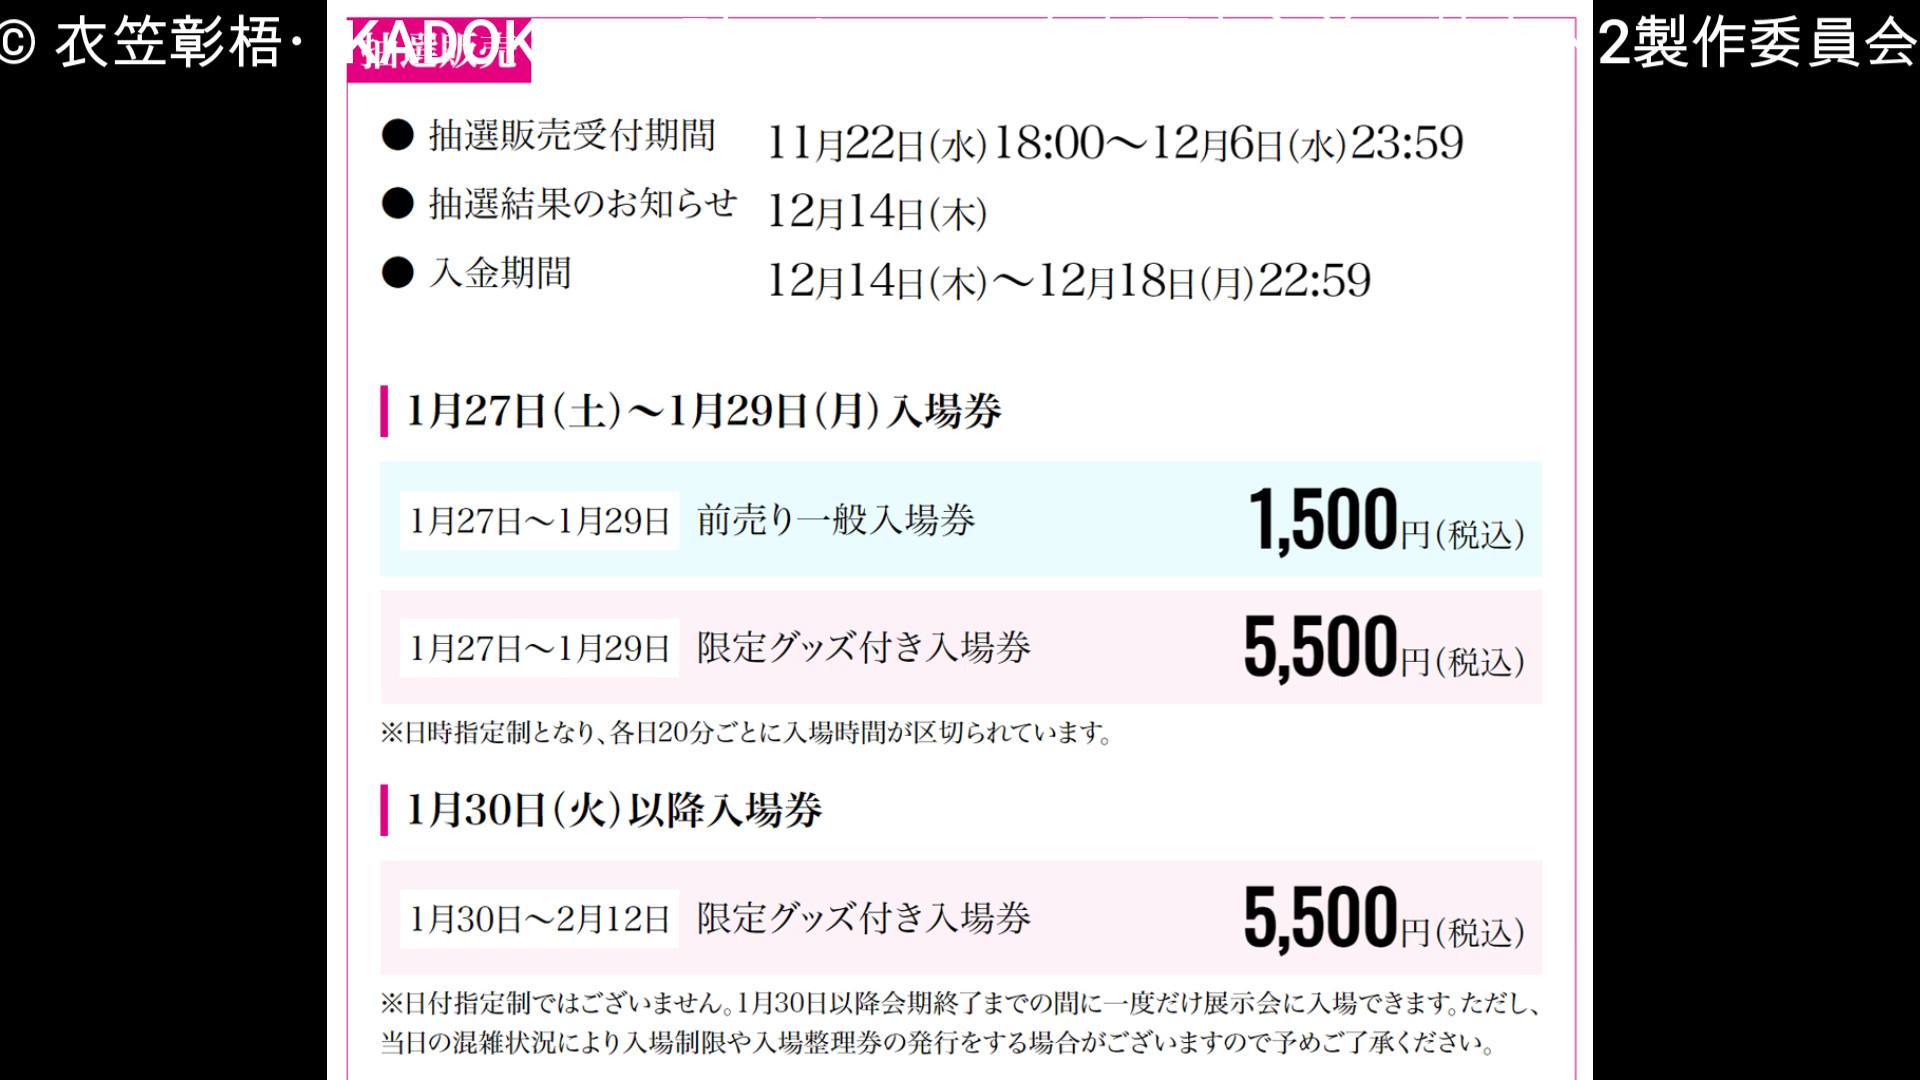 © 衣笠彰梧・KADOK
2製作委員会
抽選販売
● 抽選販売受付期間 11月22日(水)18:00～12月6日(水)23:59
● 抽選結果のお知らせ 12月14日(木)
● 入金期間 12月14日(木)～12月18日(月)22:59
1月27日(土)～1月29日(月)入場券
1月27日～1月29日 前売り一般入場券 1,500円(税込)
1月27日～1月29日 限定グッズ付き入場券 5,500円(税込)
※日時指定制となり、各日20分ごとに入場時間が区切られています。
1月30日(火)以降入場券
1月30日～2月12日 限定グッズ付き入場券 5,500円(税込)
※日付指定制ではございません。1月30日以降会期終了までの間に一度だけ展示会に入場できます。ただし、
当日の混雑状況により入場制限や入場整理券の発行をする場合がございますので予めご了承ください。